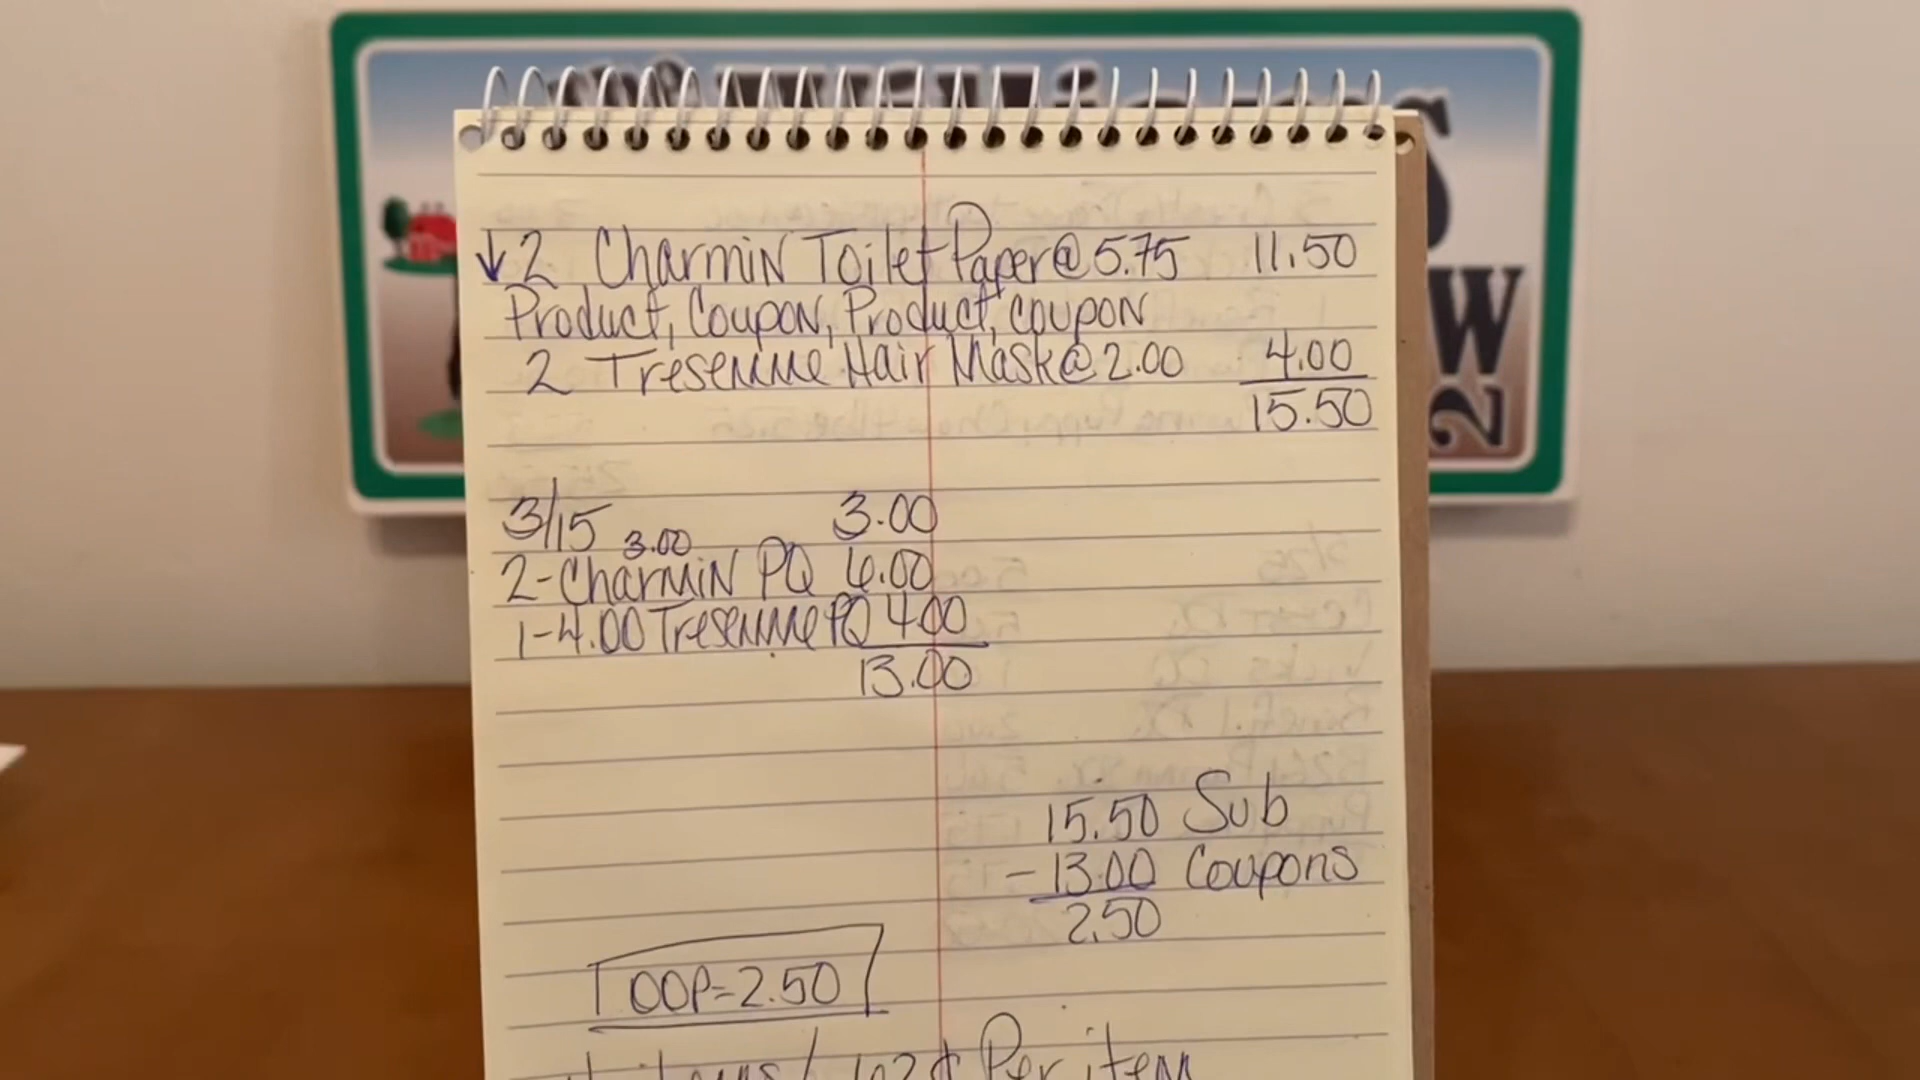 ↓2 Charmin Toilet Paper @ 5.75 11.50
Product, Coupon, Product, coupon
2 Tresemme Hair Mask @ 2.00 4.00
15.50
3/15 3.00
3.00
2-Charmin PQ 6.00
1-4.00 Tresemme PQ 4.00
13.00
15.50 Sub
- 13.00 Coupons
2.50
OOP=2.50
Per item